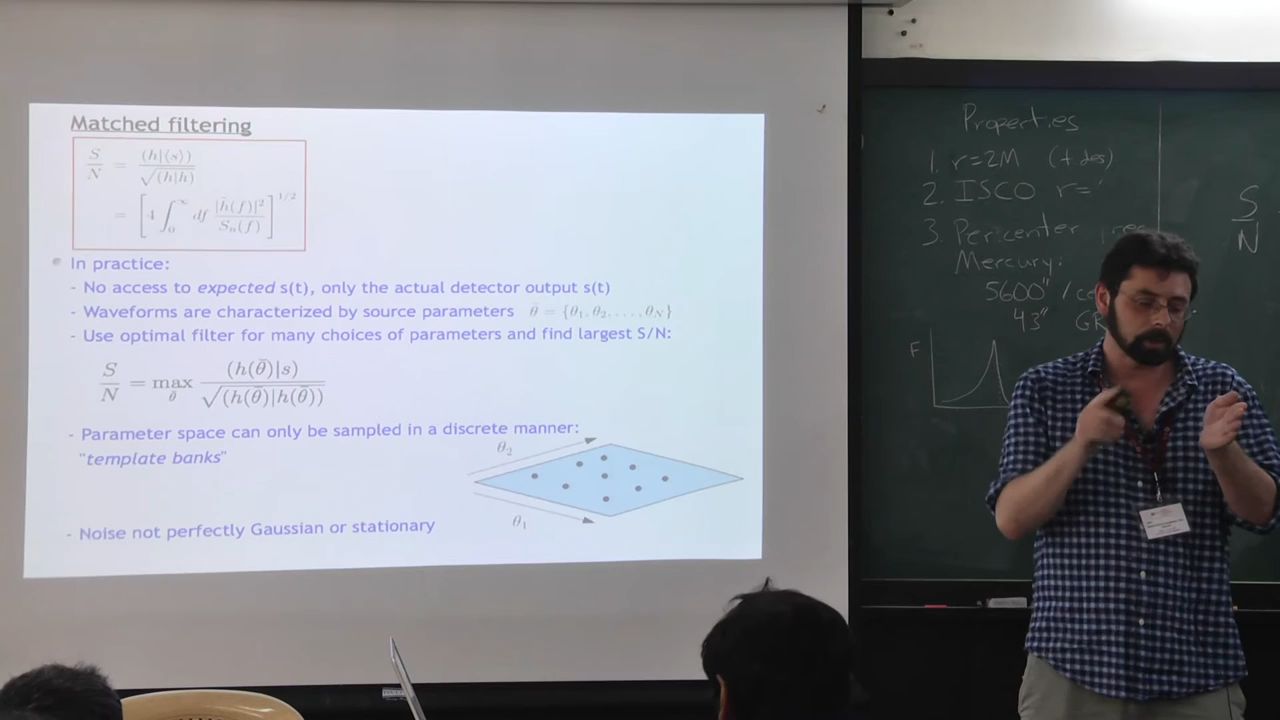 Matched filtering
S/N = (h|⟨s⟩) / √(h|h)
= [4 ∫₀^∞ df |h̃(f)|² / Sₙ(f)]^{1/2}
In practice:
- No access to expected s(t), only the actual detector output s(t)
- Waveforms are characterized by source parameters θ̄ = {θ₁, θ₂, . . . , θ_N}
- Use optimal filter for many choices of parameters and find largest S/N:
S/N = max_θ̄ (h(θ̄)|s) / √(h(θ̄)|h(θ̄))
- Parameter space can only be sampled in a discrete manner:
"template banks"
θ₂
θ₁
- Noise not perfectly Gaussian or stationary
Properties
1. r=2M
2. ISCO r=
3. Pericenter
Mercury:
5600" /
43" GR
F
S/N